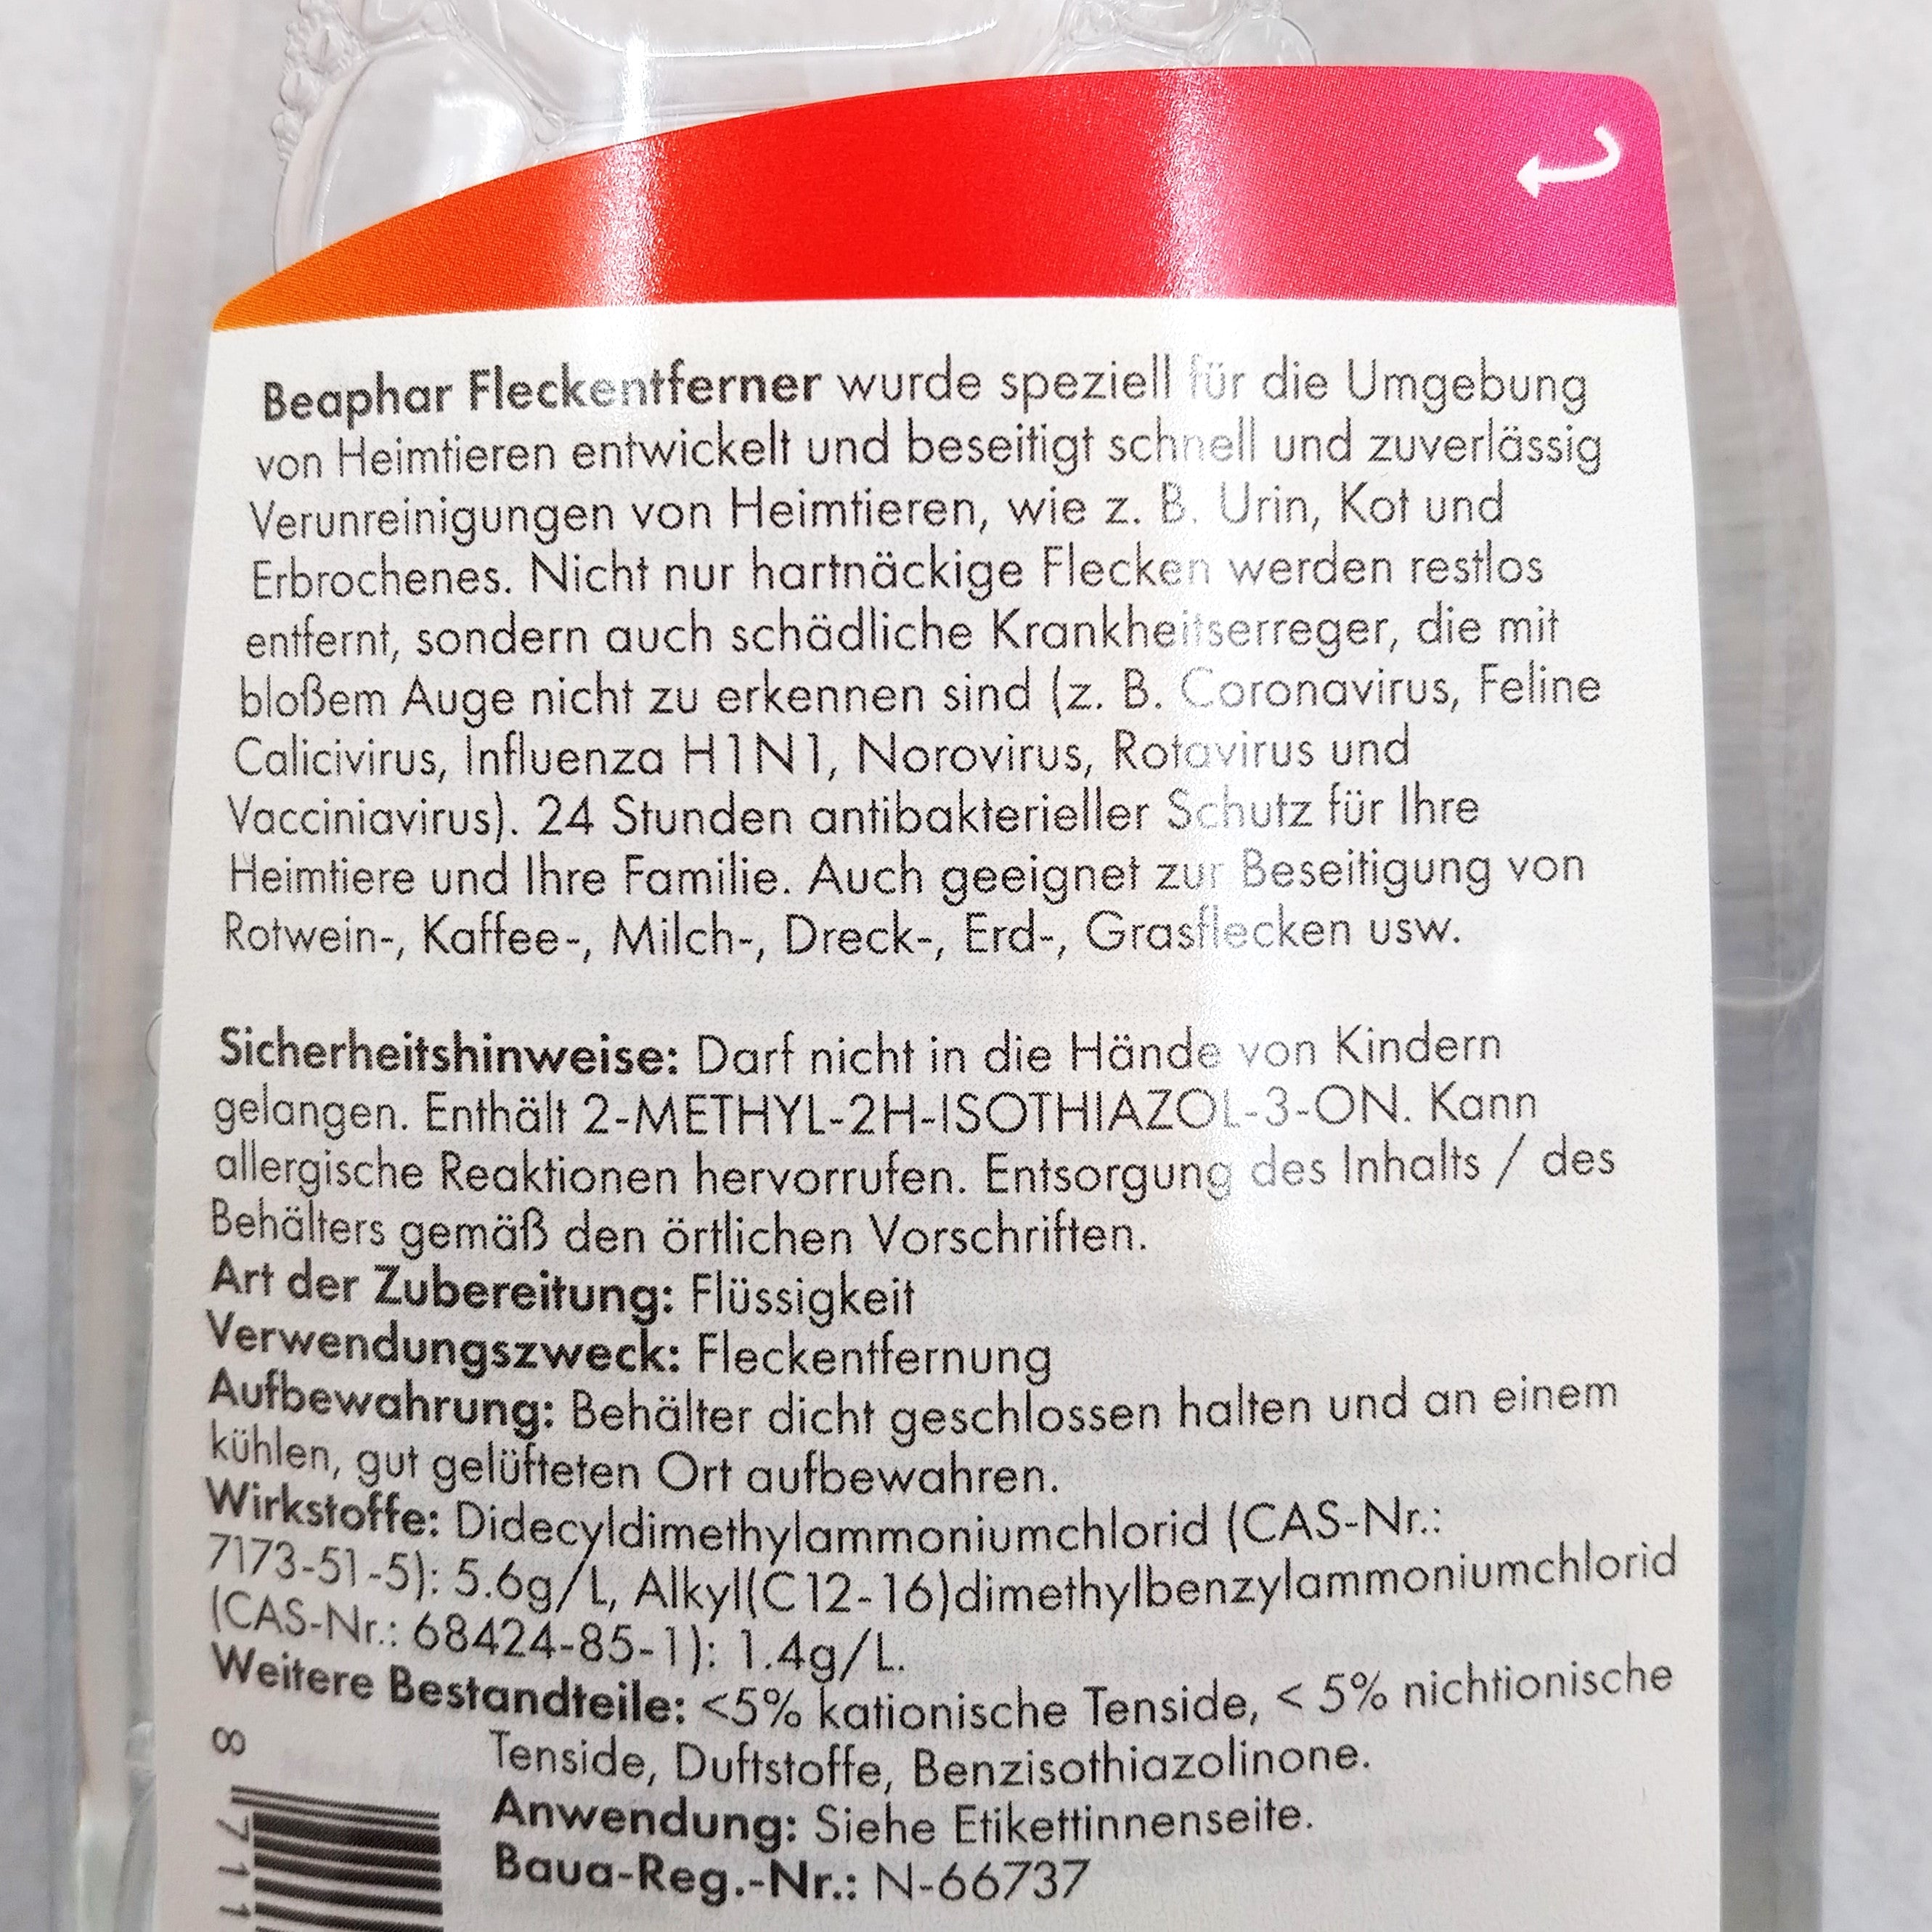 Beaphar Fleckentferner wurde speziell für die Umgebung
von Heimtieren entwickelt und beseitigt schnell und zuverlässig
Verunreinigungen von Heimtieren, wie z. B. Urin, Kot und
Erbrochenes. Nicht nur hartnäckige Flecken werden restlos
entfernt, sondern auch schädliche Krankheitserreger, die mit
bloßem Auge nicht zu erkennen sind (z. B. Coronavirus, Feline
Calicivirus, Influenza H1N1, Norovirus, Rotavirus und
Vacciniavirus). 24 Stunden antibakterieller Schutz für Ihre
Heimtiere und Ihre Familie. Auch geeignet zur Beseitigung von
Rotwein-, Kaffee-, Milch-, Dreck-, Erd-, Grasflecken usw.
Sicherheitshinweise: Darf nicht in die Hände von Kindern
gelangen. Enthält 2-METHYL-2H-ISOTHIAZOL-3-ON. Kann
allergische Reaktionen hervorrufen. Entsorgung des Inhalts / des
Behälters gemäß den örtlichen Vorschriften.
Art der Zubereitung: Flüssigkeit
Verwendungszweck: Fleckentfernung
Aufbewahrung: Behälter dicht geschlossen halten und an einem
kühlen, gut gelüfteten Ort aufbewahren.
Wirkstoffe: Didecyldimethylammoniumchlorid (CAS-Nr.:
7173-51-5): 5.6g/L, Alkyl(C12-16)dimethylbenzylammoniumchlorid
(CAS-Nr.: 68424-85-1): 1.4g/L.
Weitere Bestandteile: <5% kationische Tenside, < 5% nichtionische
Tenside, Duftstoffe, Benzisothiazolinone.
Anwendung: Siehe Etikettinnenseite.
Baua-Reg.-Nr.: N-66737
8 711